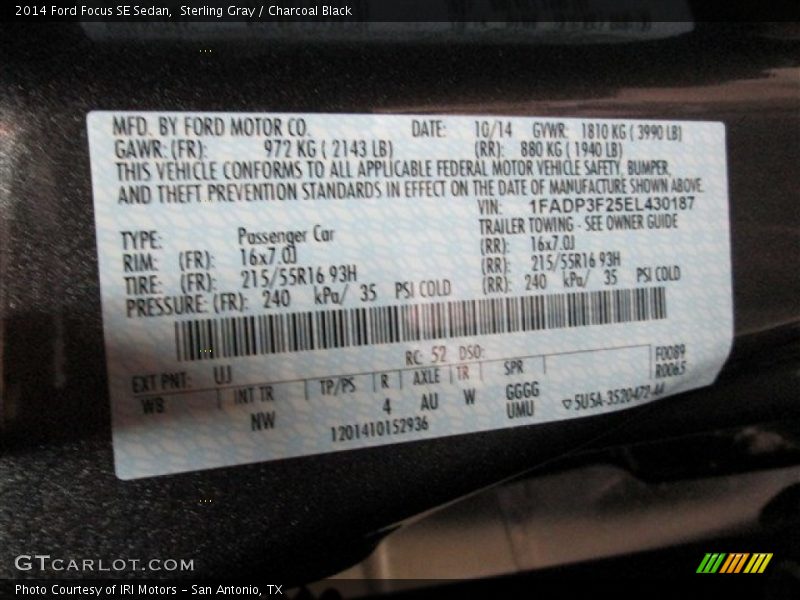 2014 Ford Focus SE Sedan, Sterling Gray / Charcoal Black
MFD. BY FORD MOTOR CO. DATE: 10/14 GVWR: 1810 KG ( 3990 LB)
GAWR: (FR): 972 KG ( 2143 LB) (RR): 880 KG ( 1940 LB)
THIS VEHICLE CONFORMS TO ALL APPLICABLE FEDERAL MOTOR VEHICLE SAFETY, BUMPER,
AND THEFT PREVENTION STANDARDS IN EFFECT ON THE DATE OF MANUFACTURE SHOWN ABOVE.
VIN: 1FADP3F25EL430187
TRAILER TOWING - SEE OWNER GUIDE
TYPE: Passenger Car
RIM: (FR): 16x7.0J (RR): 16x7.0J
TIRE: (FR): 215/55R16 93H (RR): 215/55R16 93H
PRESSURE: (FR): 240 kPa/ 35 PSI COLD (RR): 240 kPa/ 35 PSI COLD
RC: 52 DSO: F0089
EXT PNT: UJ R0065
WB INT TR TP/PS R AXLE TR SPR
NW 4 AU W GGGG
UMU
1201410152936 ▽5U5A-3520472-44
GTCARLOT.COM
Photo Courtesy of IRI Motors - San Antonio, TX